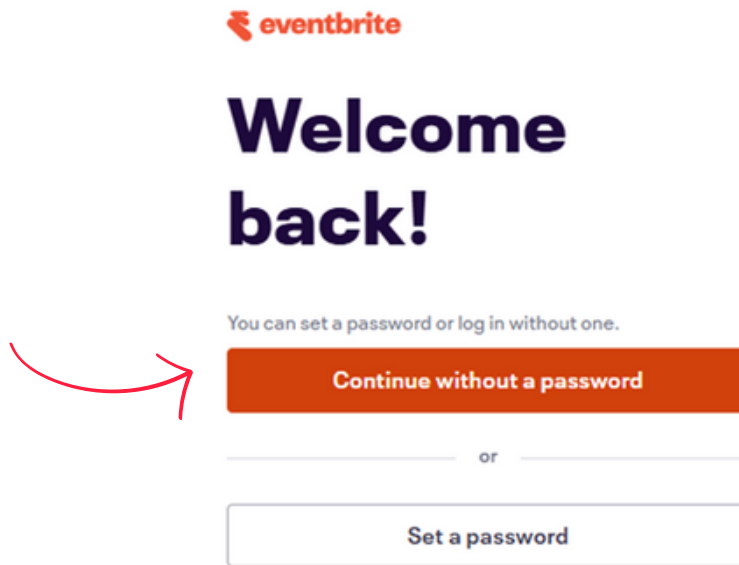 eventbrite
Welcome
back!
You can set a password or log in without one.
Continue without a password
or
Set a password